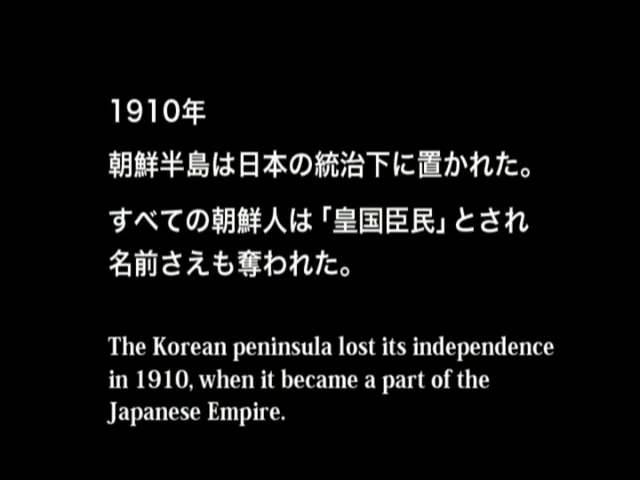 1910年
朝鮮半島は日本の統治下に置かれた。
すべての朝鮮人は「皇国臣民」とされ
名前さえも奪われた。
The Korean peninsula lost its independence
in 1910, when it became a part of the
Japanese Empire.